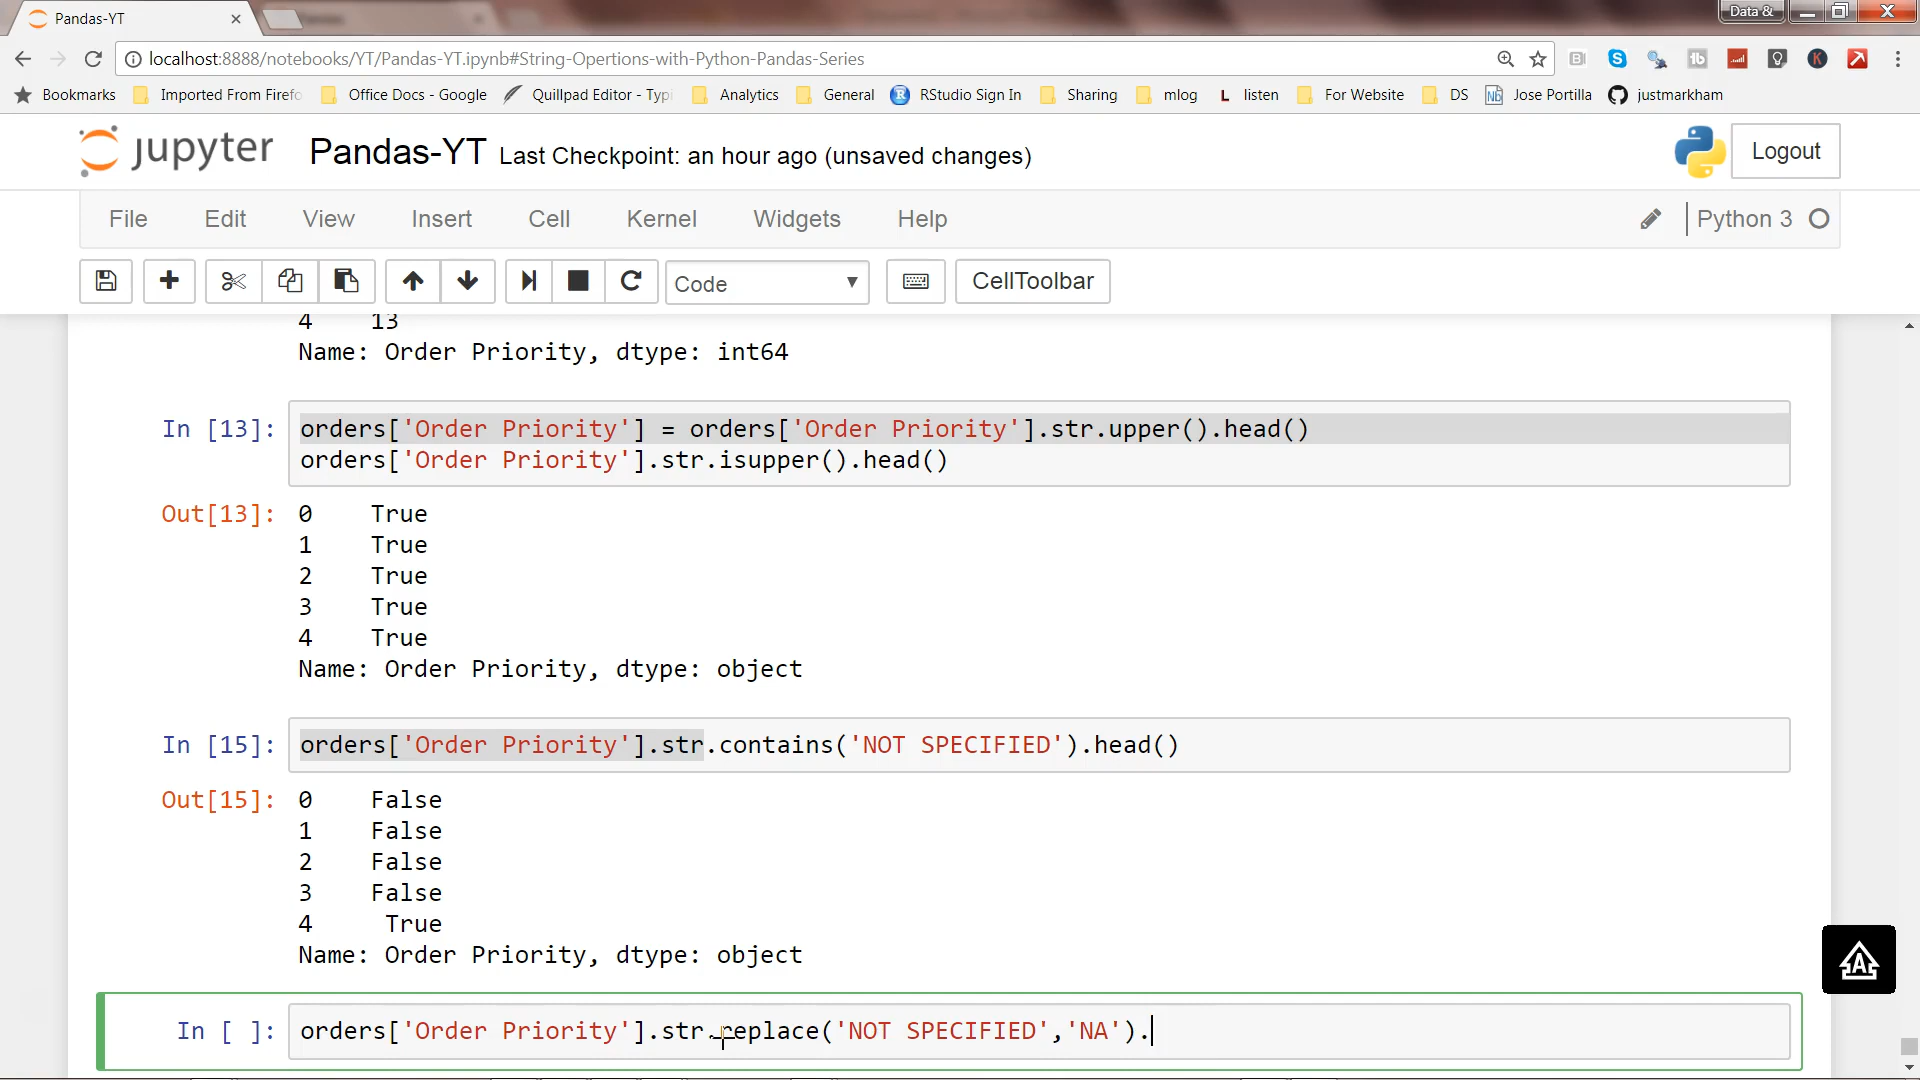 Pandas-YT
Data &
localhost:8888/notebooks/YT/Pandas-YT.ipynb#String-Opertions-with-Python-Pandas-Series
Bookmarks Imported From Firefo Office Docs - Google Quillpad Editor - Typi Analytics General RStudio Sign In Sharing mlog L listen For Website DS Nb Jose Portilla justmarkham
jupyter Pandas-YT Last Checkpoint: an hour ago (unsaved changes) Logout
File Edit View Insert Cell Kernel Widgets Help Python 3
Code CellToolbar
4 13
Name: Order Priority, dtype: int64
In [13]: orders['Order Priority'] = orders['Order Priority'].str.upper().head()
orders['Order Priority'].str.isupper().head()
Out[13]: 0 True
1 True
2 True
3 True
4 True
Name: Order Priority, dtype: object
In [15]: orders['Order Priority'].str.contains('NOT SPECIFIED').head()
Out[15]: 0 False
1 False
2 False
3 False
4 True
Name: Order Priority, dtype: object
In [ ]: orders['Order Priority'].str.replace('NOT SPECIFIED','NA').